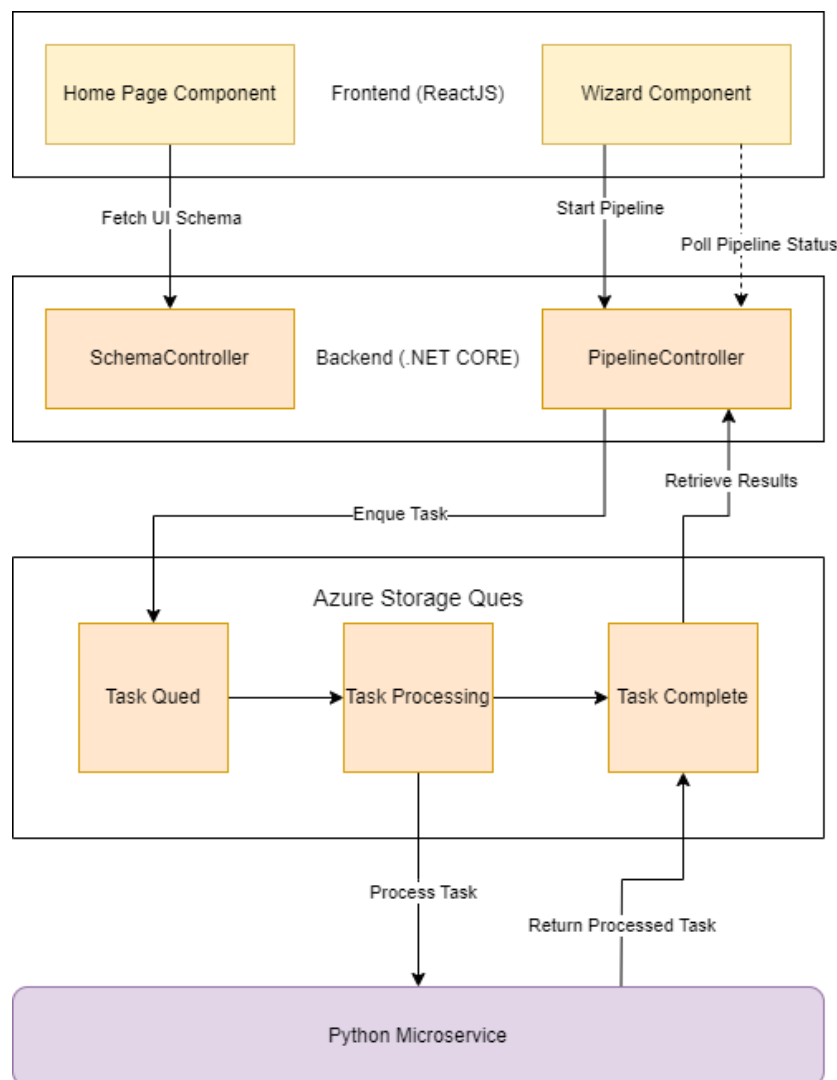 Home Page Component
Frontend (ReactJS)
Wizard Component
Fetch UI Schema
Start Pipeline
Poll Pipeline Status
SchemaController
Backend (.NET CORE)
PipelineController
Retrieve Results
Enque Task
Azure Storage Ques
Task Qued
Task Processing
Task Complete
Process Task
Return Processed Task
Python Microservice